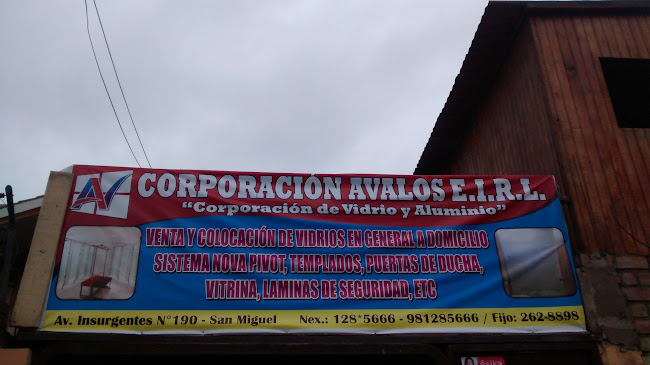 AV
CORPORACIÓN AVALOS E.I.R.L.
"Corporación de Vidrio y Aluminio"
VENTA Y COLOCACIÓN DE VIDRIOS EN GENERAL A DOMICILIO
SISTEMA NOVA PIVOT, TEMPLADOS, PUERTAS DE DUCHA,
VITRINA, LAMINAS DE SEGURIDAD, ETC
Av. Insurgentes N°190 - San Miguel Nex.: 128*5666 - 981285666 / Fijo: 262-8898
ésika